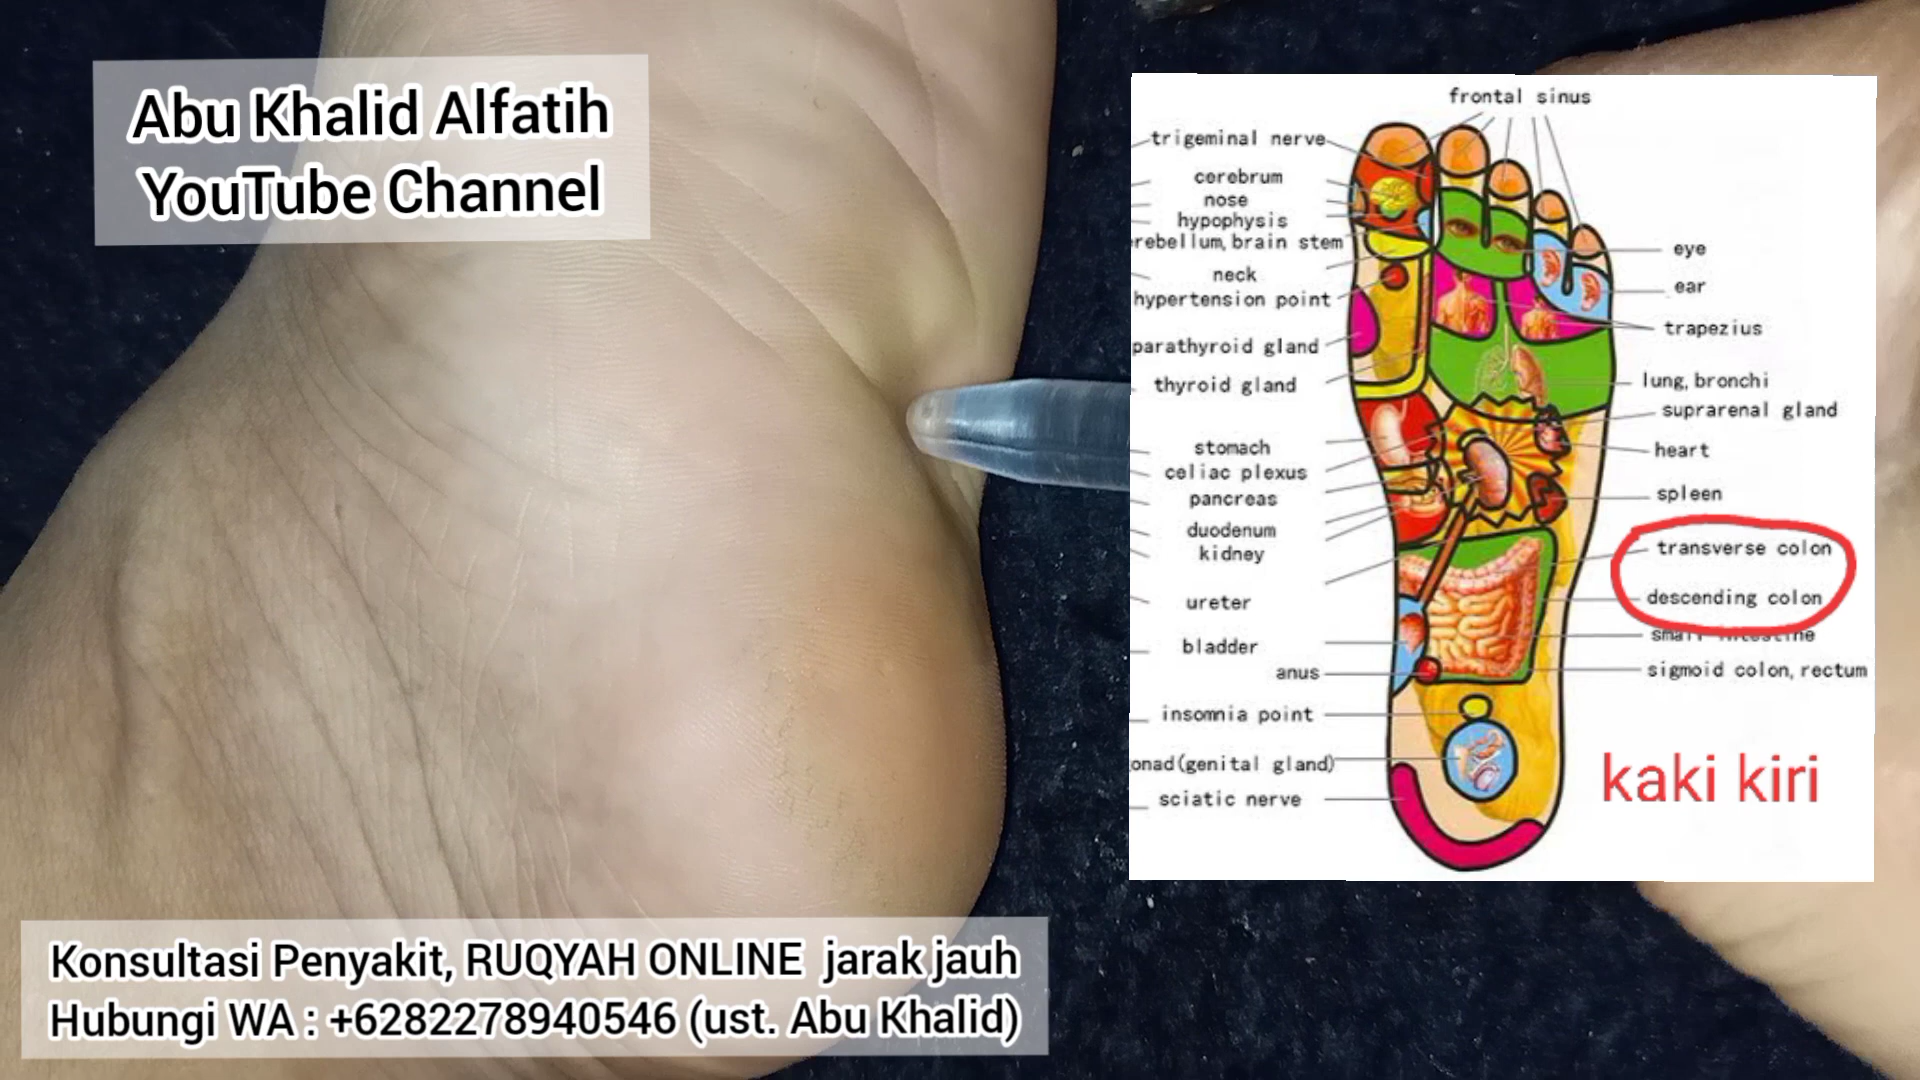 Abu Khalid Alfatih
YouTube Channel
frontal sinus
trigeminal nerve
cerebrum
nose
hypophysis
rebellum, brain stem
neck
hypertension point
parathyroid gland
thyroid gland
stomach
celiac plexus
pancreas
duodenum
kidney
ureter
bladder
anus
insomnia point
onad(genital gland)
sciatic nerve
eye
ear
trapezius
lung, bronchi
suprarenal gland
heart
spleen
transverse colon
descending colon
small intestine
sigmoid colon, rectum
kaki kiri
Konsultasi Penyakit, RUQYAH ONLINE jarak jauh
Hubungi WA : +6282278940546 (ust. Abu Khalid)